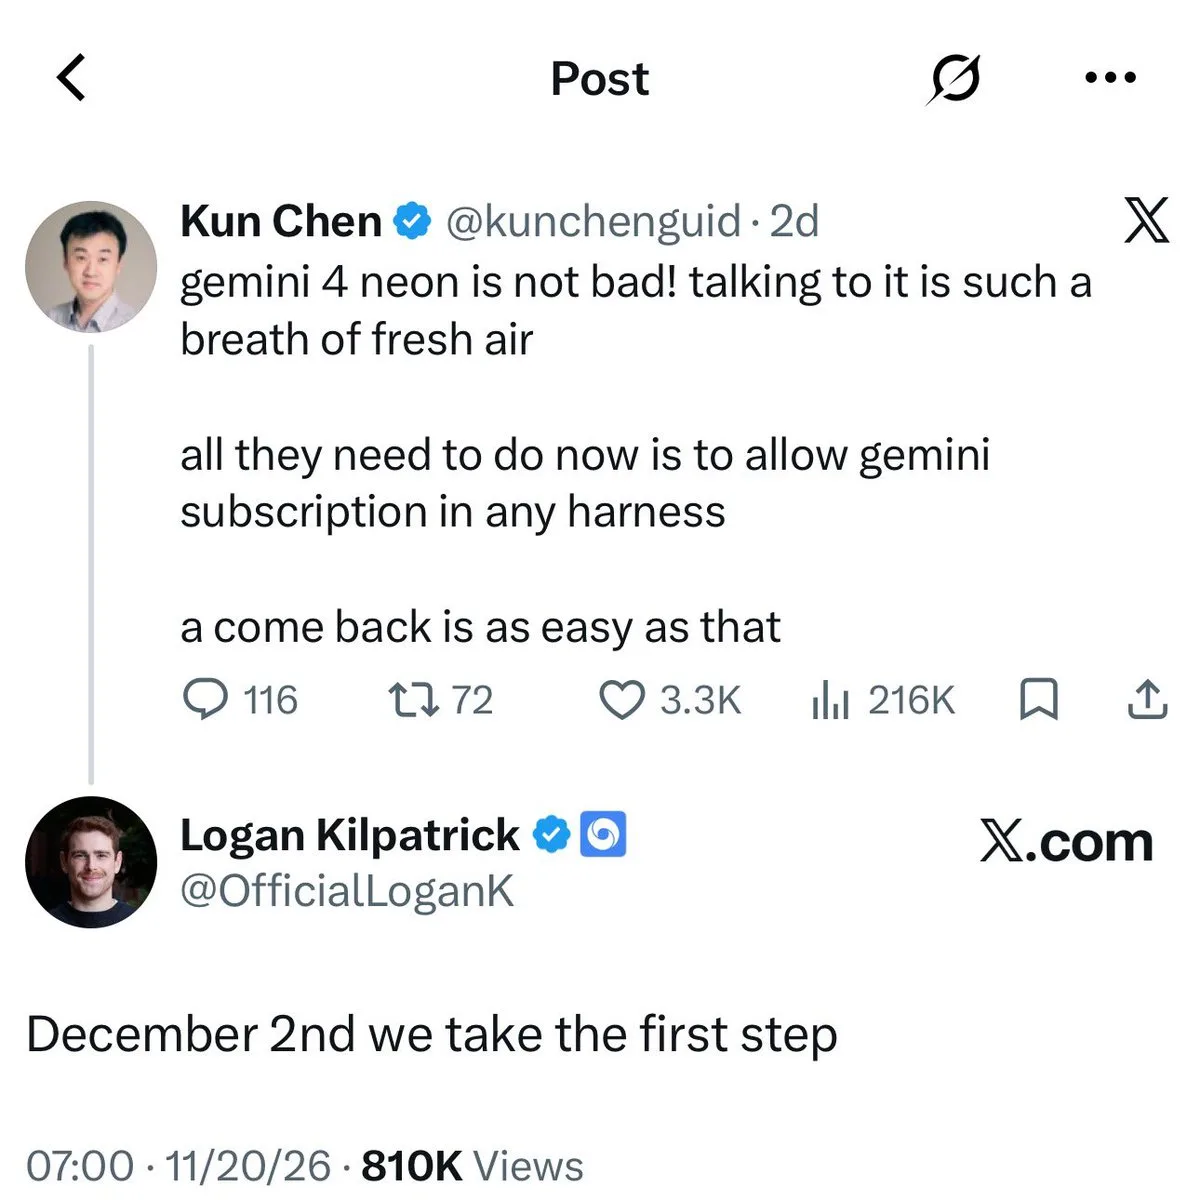 Post
Kun Chen @kunchenguid · 2d
gemini 4 neon is not bad! talking to it is such a
breath of fresh air
all they need to do now is to allow gemini
subscription in any harness
a come back is as easy as that
116 72 3.3K 216K
Logan Kilpatrick
X.com
@OfficialLoganK
December 2nd we take the first step
07:00 · 11/20/26 · 810K Views